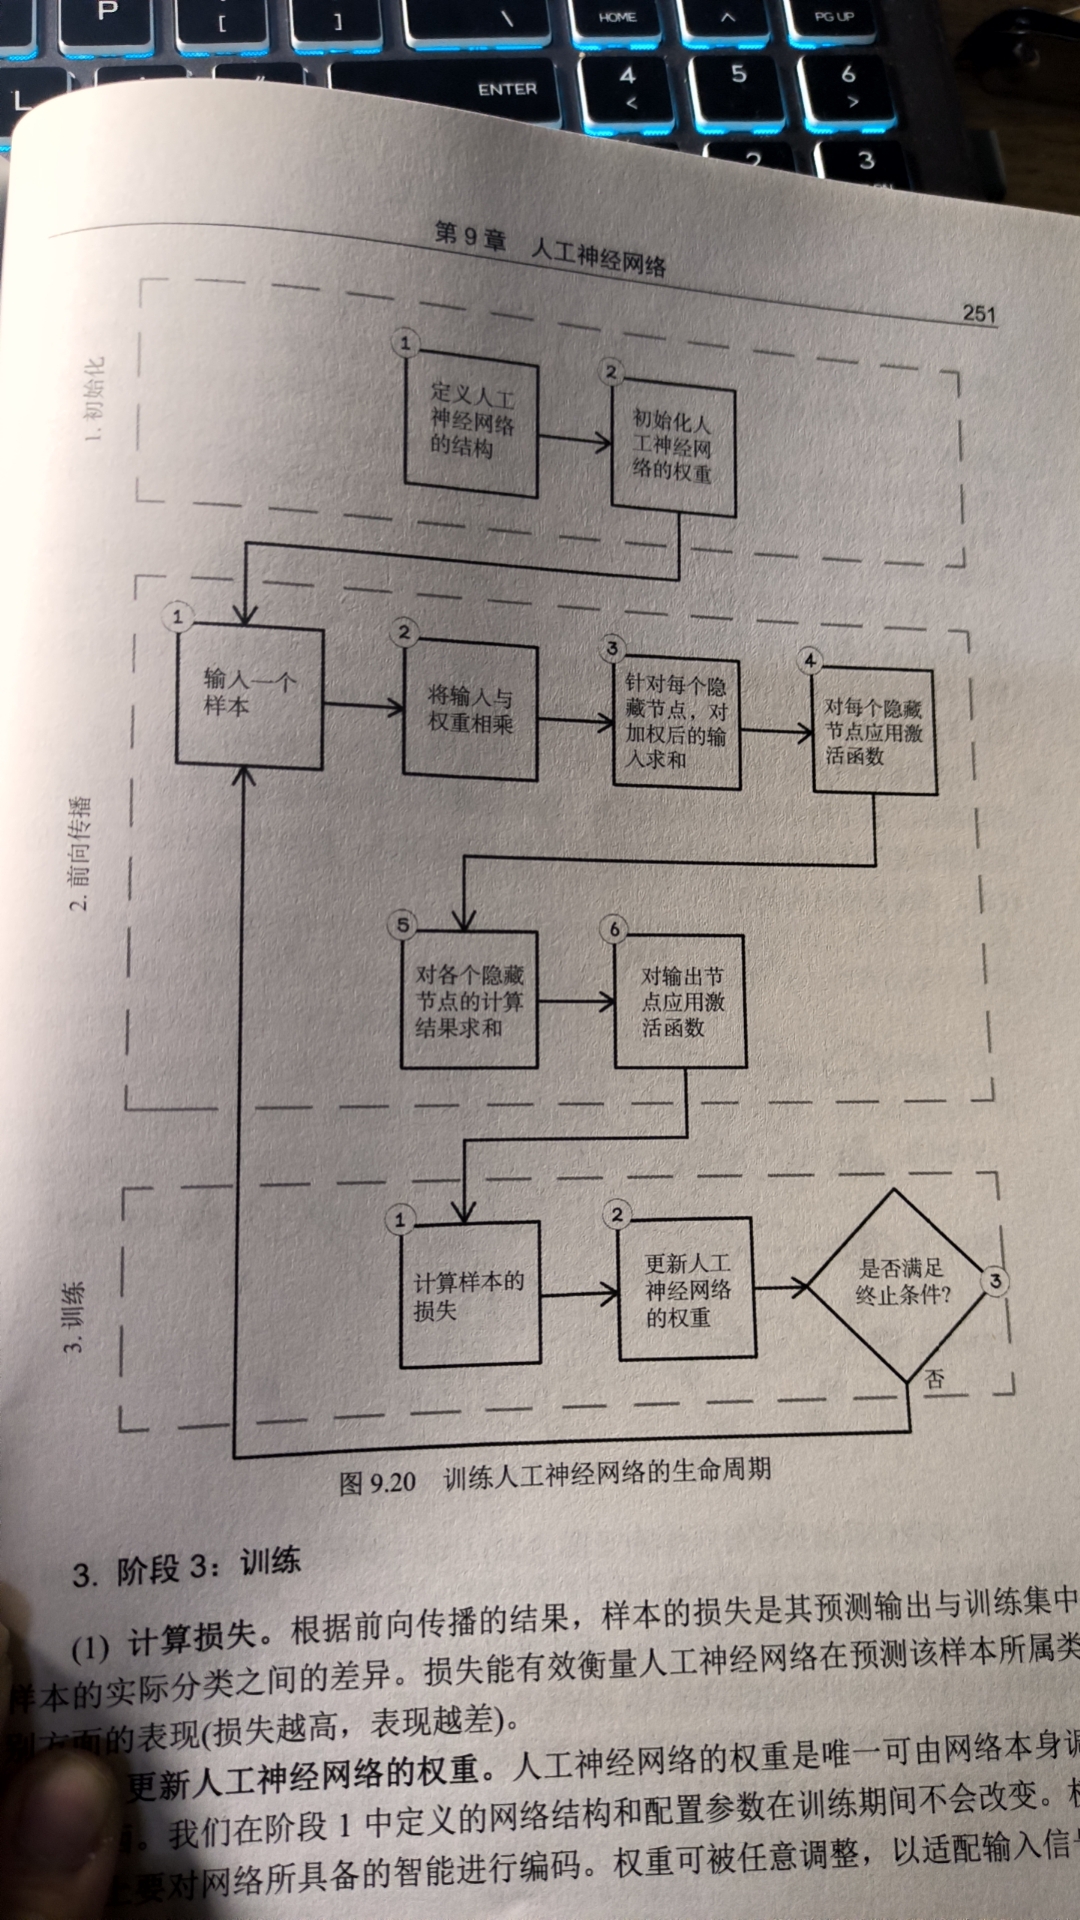 P
[
]
\
HOME
^
PG UP
L
ENTER
4
<
5
6
>
2
3
第9章 人工神经网络
251
1. 初始化
1
定义人工
神经网络
的结构
2
初始化人
工神经网
络的权重
2. 前向传播
1
输入一个
样本
2
将输入与
权重相乘
3
针对每个隐
藏节点，对
加权后的输
入求和
4
对每个隐藏
节点应用激
活函数
5
对各个隐藏
节点的计算
结果求和
6
对输出节
点应用激
活函数
3. 训练
1
计算样本的
损失
2
更新人工
神经网络
的权重
是否满足
终止条件?
3
否
图 9.20 训练人工神经网络的生命周期
3. 阶段 3：训练
(1) 计算损失。根据前向传播的结果，样本的损失是其预测输出与训练集中
样本的实际分类之间的差异。损失能有效衡量人工神经网络在预测该样本所属类
别方面的表现(损失越高，表现越差)。
更新人工神经网络的权重。人工神经网络的权重是唯一可由网络本身调
。我们在阶段 1 中定义的网络结构和配置参数在训练期间不会改变。
要对网络所具备的智能进行编码。权重可被任意调整，以适配输入信